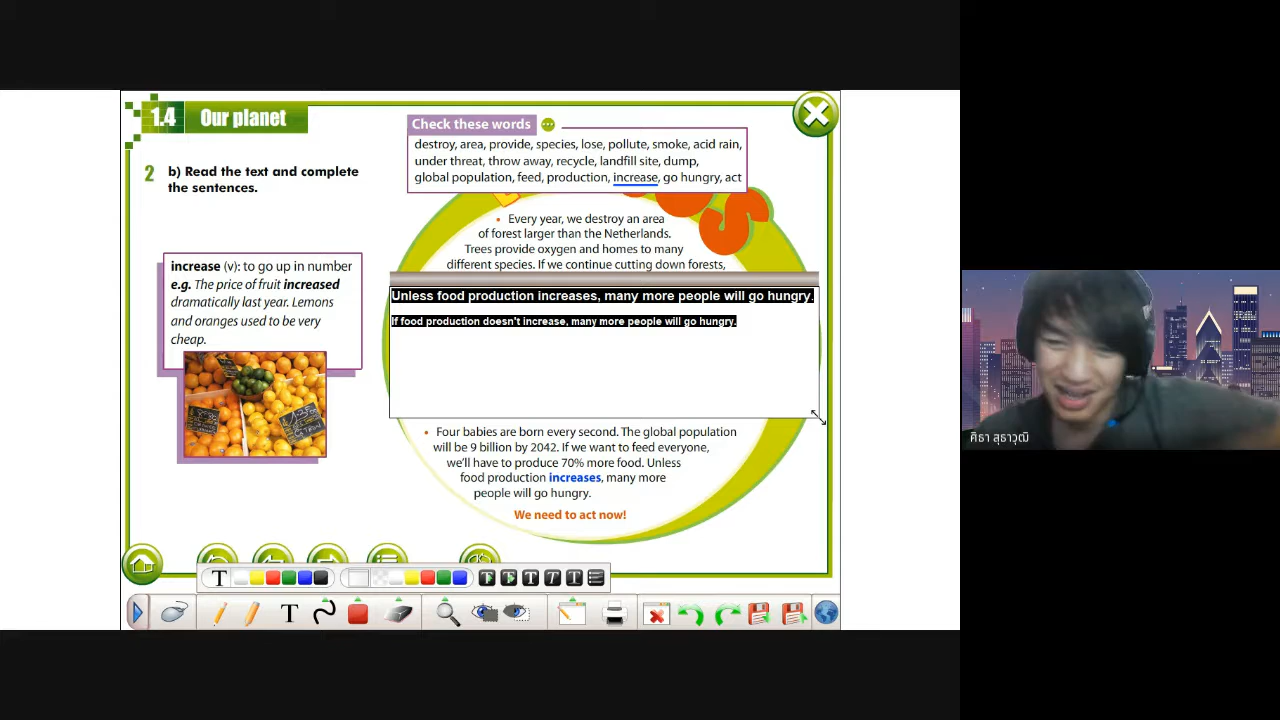 1.4 Our planet
2 b) Read the text and complete
the sentences.
Check these words
destroy, area, provide, species, lose, pollute, smoke, acid rain,
under threat, throw away, recycle, landfill site, dump,
global population, feed, production, increase, go hungry, act
increase (v): to go up in number
e.g. The price of fruit increased
dramatically last year. Lemons
and oranges used to be very
cheap.
• Every year, we destroy an area
of forest larger than the Netherlands.
Trees provide oxygen and homes to many
different species. If we continue cutting down forests,
Unless food production increases, many more people will go hungry.
If food production doesn't increase, many more people will go hungry.
• Four babies are born every second. The global population
will be 9 billion by 2042. If we want to feed everyone,
we'll have to produce 70% more food. Unless
food production increases, many more
people will go hungry.
We need to act now!
T T T T T T
T
ศิธา สุธาวุฒิ